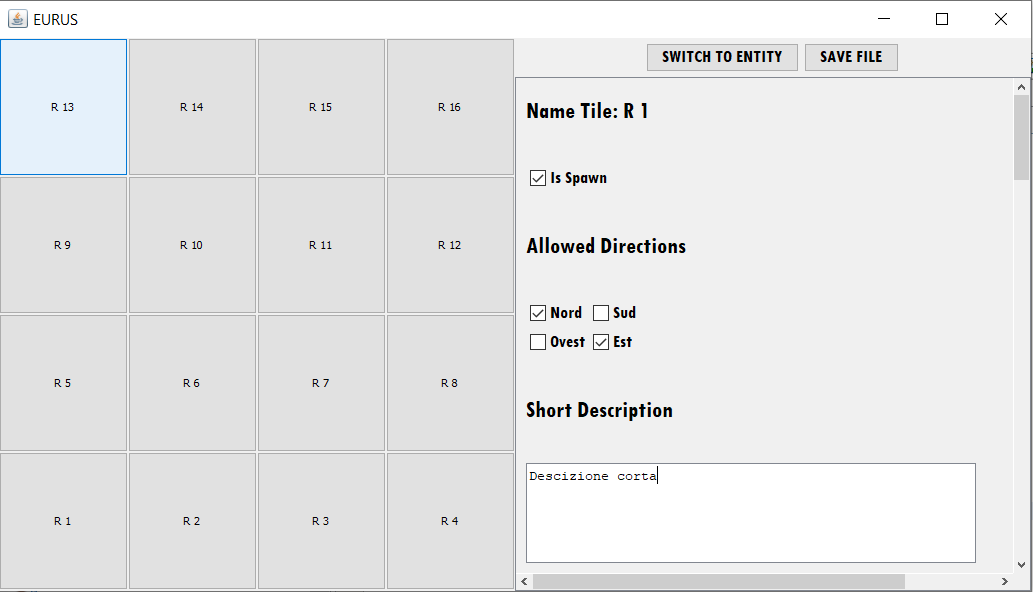 EURUS
SWITCH TO ENTITY SAVE FILE
R 13 R 14 R 15 R 16
R 9 R 10 R 11 R 12
R 5 R 6 R 7 R 8
R 1 R 2 R 3 R 4
Name Tile: R 1
Is Spawn
Allowed Directions
Nord Sud
Ovest Est
Short Description
Descizione corta